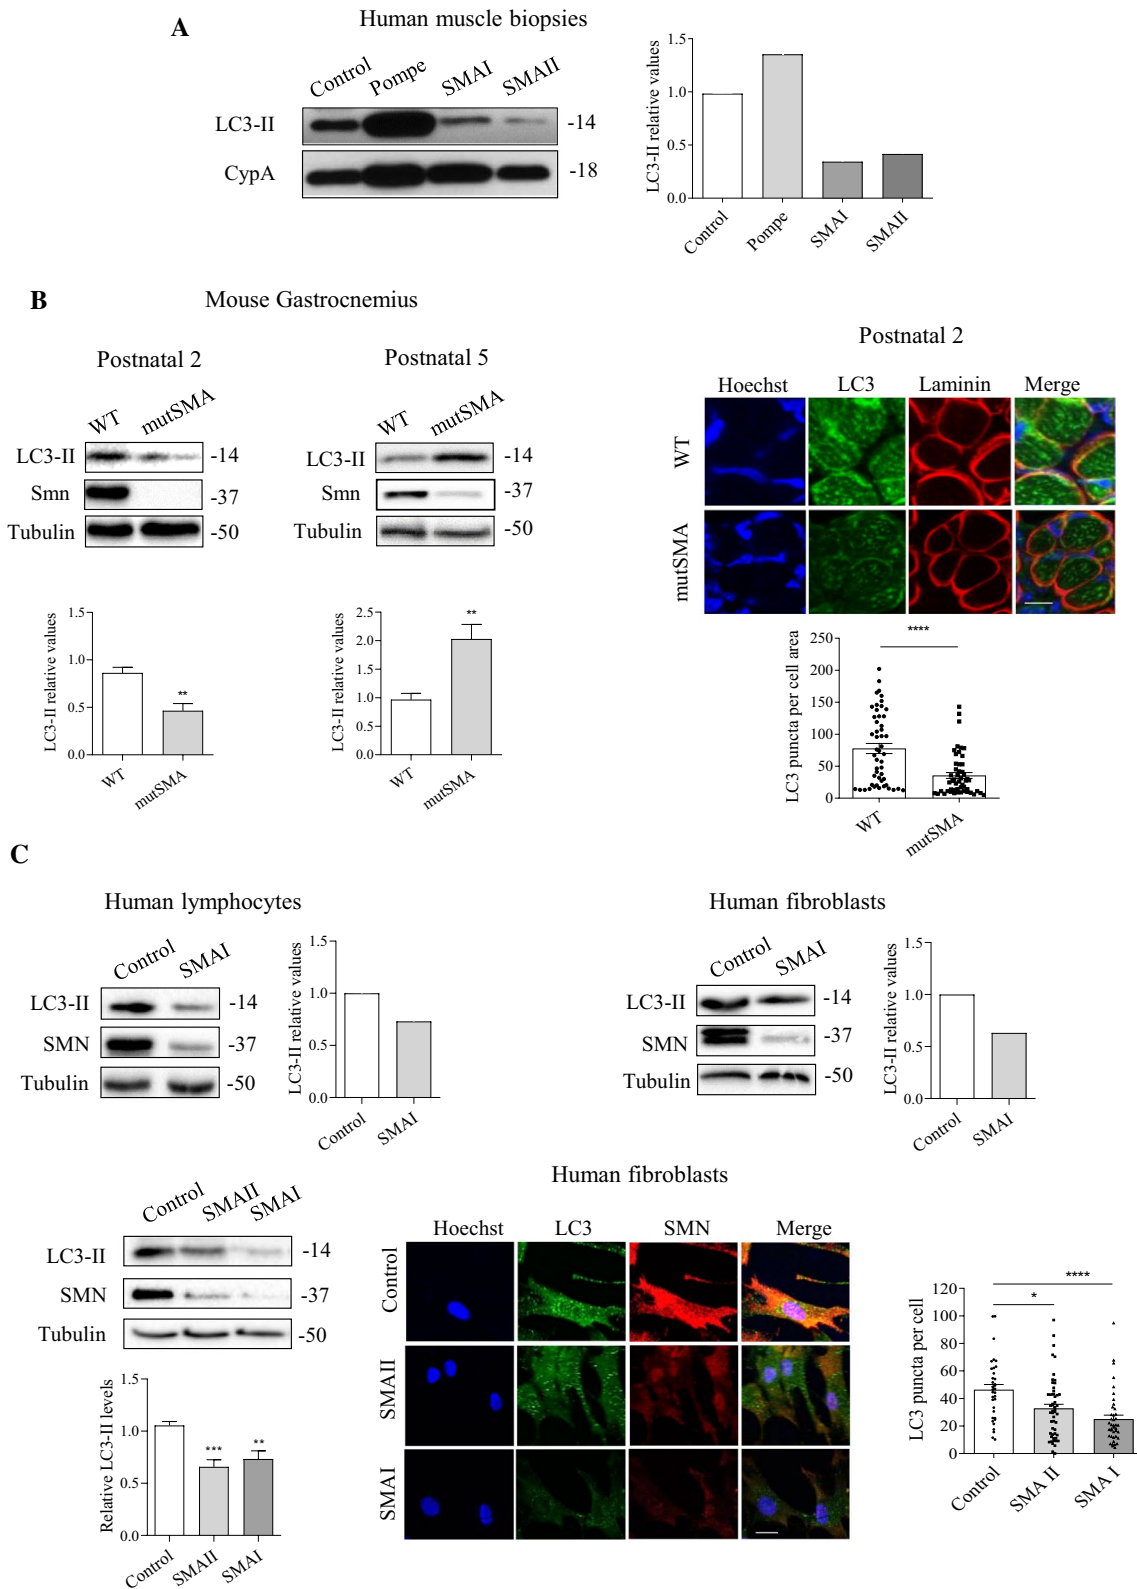 A
Human muscle biopsies
Control Pompe SMAI SMAII
LC3-II -14
CypA -18
LC3-II relative values
1.5
1.0
0.5
0.0
Control Pompe SMAI SMAII
B
Mouse Gastrocnemius
Postnatal 2
WT mutSMA
LC3-II -14
Smn -37
Tubulin -50
LC3-II relative values
1.5
1.0
0.5
0.0
**
WT mutSMA
Postnatal 5
WT mutSMA
LC3-II -14
Smn -37
Tubulin -50
LC3-II relative values
2.5
2.0
1.5
1.0
0.5
0.0
**
WT mutSMA
Postnatal 2
Hoechst LC3 Laminin Merge
WT
mutSMA
LC3 puncta per cell area
250
200
150
100
50
0
****
WT mutSMA
C
Human lymphocytes
Control SMAI
LC3-II -14
SMN -37
Tubulin -50
LC3-II relative values
1.5
1.0
0.5
0.0
Control SMAI
Human fibroblasts
Control SMAI
LC3-II -14
SMN -37
Tubulin -50
LC3-II relative values
1.5
1.0
0.5
0.0
Control SMAI
Control SMAII SMAI
LC3-II -14
SMN -37
Tubulin -50
Relative LC3-II levels
1.5
1.0
0.5
0.0
*** **
Control SMAII SMAI
Human fibroblasts
Hoechst LC3 SMN Merge
Control
SMAII
SMAI
LC3 puncta per cell
120
100
80
60
40
20
0
****
*
Control SMA II SMA I